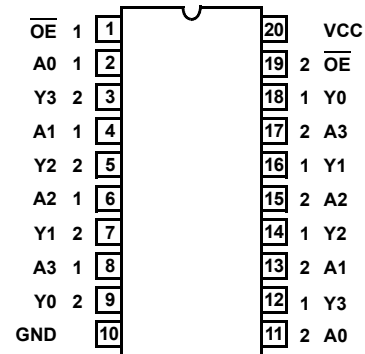 OE 1 1 20 VCC
A0 1 2 19 2 OE
Y3 2 3 18 1 Y0
A1 1 4 17 2 A3
Y2 2 5 16 1 Y1
A2 1 6 15 2 A2
Y1 2 7 14 1 Y2
A3 1 8 13 2 A1
Y0 2 9 12 1 Y3
GND 10 11 2 A0